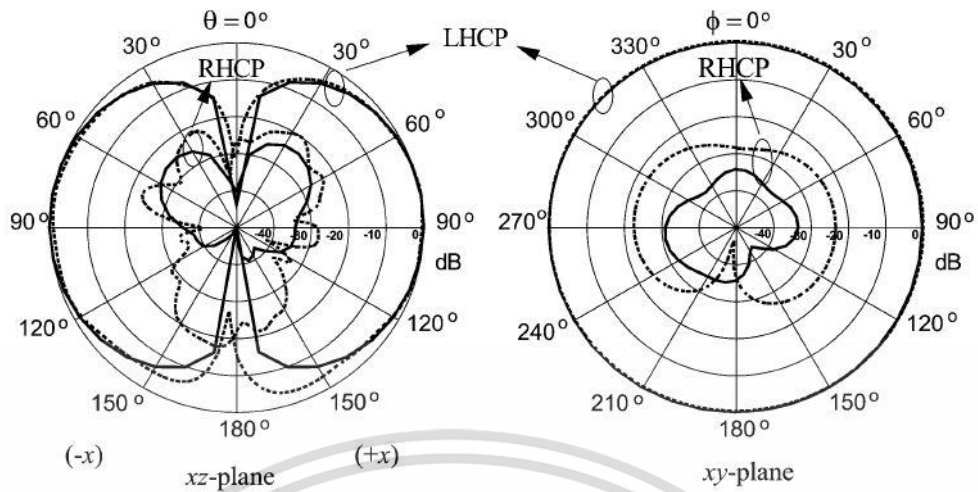 θ = 0°
30°
30°
60°
60°
90°
90°
120°
120°
150°
150°
180°
RHCP
LHCP
-40
-30
-20
-10
0
dB
(-x)
(+x)
xz-plane
ϕ = 0°
330°
30°
300°
60°
270°
90°
240°
120°
210°
150°
180°
RHCP
-40
-30
-20
-10
0
dB
xy-plane